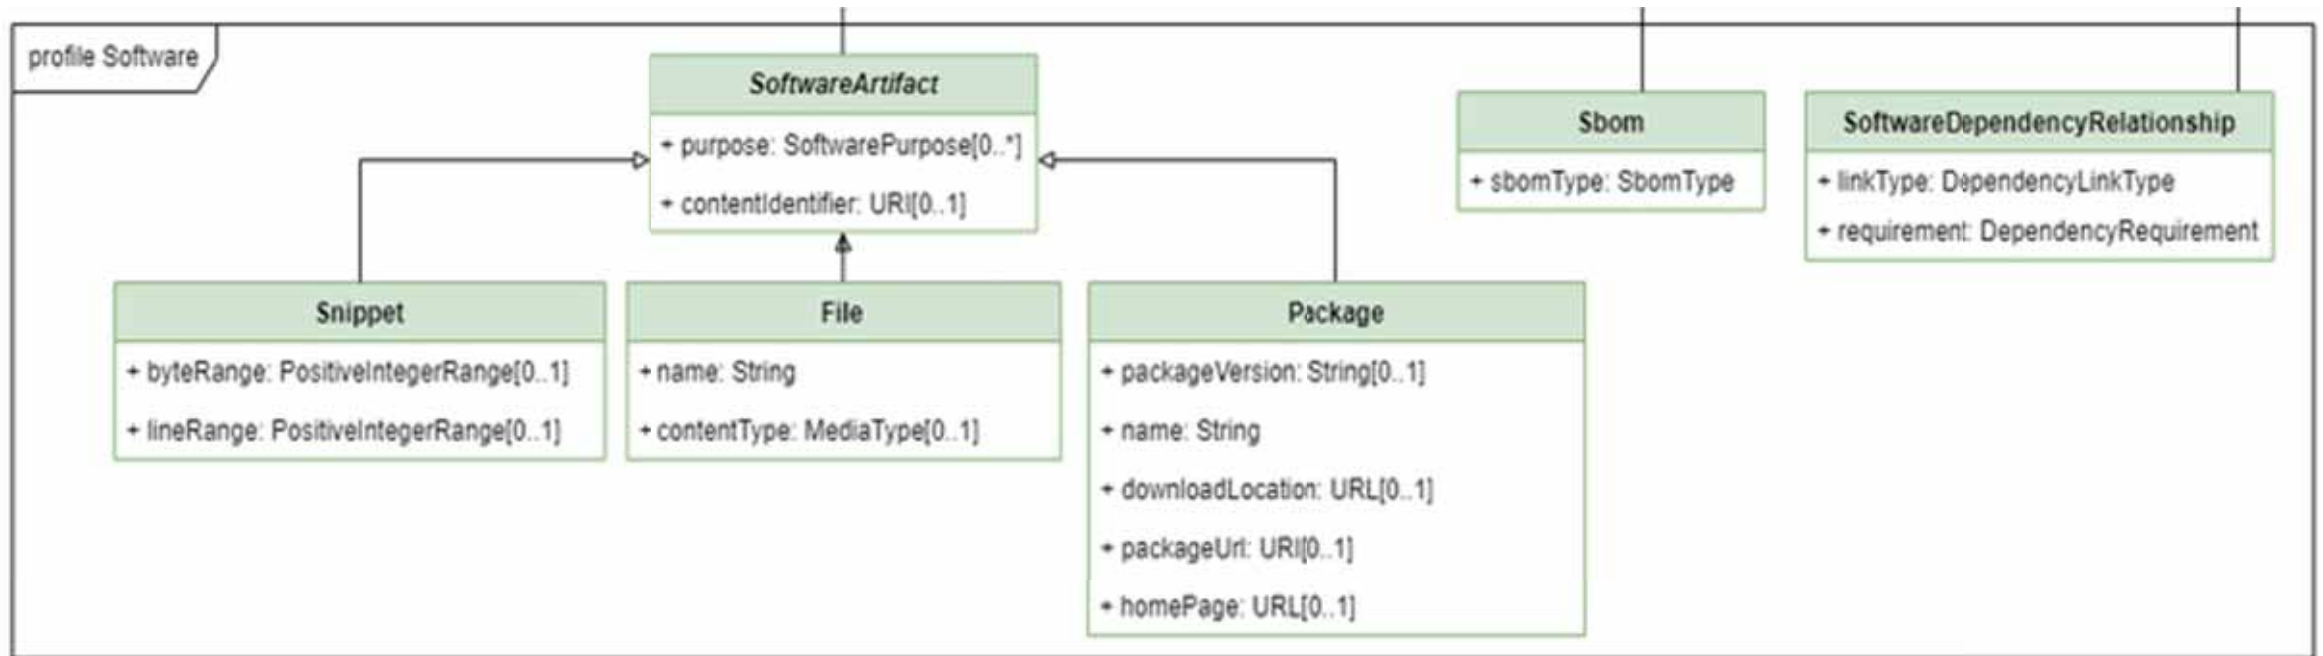 profile Software
SoftwareArtifact
+ purpose: SoftwarePurpose[0..*]
+ contentIdentifier: URI[0..1]
Sbom
+ sbomType: SbomType
SoftwareDependencyRelationship
+ linkType: DependencyLinkType
+ requirement: DependencyRequirement
Snippet
+ byteRange: PositiveIntegerRange[0..1]
+ lineRange: PositiveIntegerRange[0..1]
File
+ name: String
+ contentType: MediaType[0..1]
Package
+ packageVersion: String[0..1]
+ name: String
+ downloadLocation: URL[0..1]
+ packageUrl: URI[0..1]
+ homePage: URL[0..1]